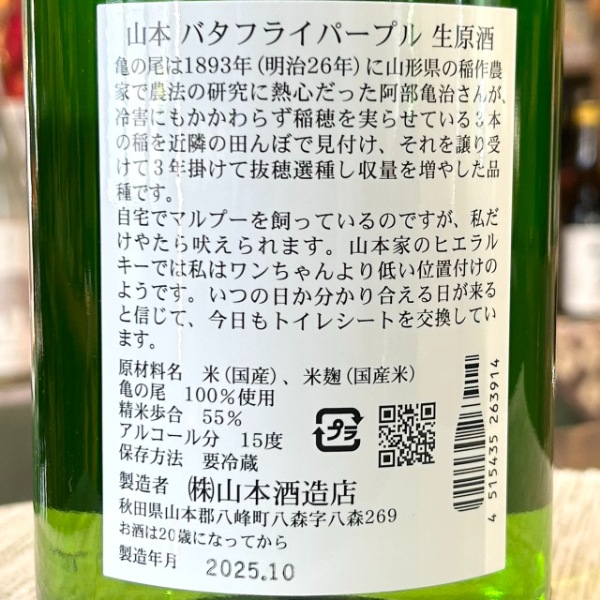 山本 バタフライパープル 生原酒
亀の尾は1893年(明治26年)に山形県の稲作農
家で農法の研究に熱心だった阿部亀治さんが、
冷害にもかかわらず稲穂を実らせている3本
の稲を近隣の田んぼで見付け、それを譲り受
けて3年掛けて抜穂選種し収量を増やした品
種です。
自宅でマルプーを飼っているのですが、私だ
けやたら吠えられます。山本家のヒエラル
キーでは私はワンちゃんより低い位置付けの
ようです。いつの日か分かり合える日が来る
と信じて、今日もトイレシートを交換してい
ます。
原材料名 米(国産)、米麹(国産米)
亀の尾 100%使用
精米歩合 55%
アルコール分 15度
保存方法 要冷蔵
プラ
製造者 ㈱山本酒造店
秋田県山本郡八峰町八森字八森269
お酒は20歳になってから
製造年月 2025.10
4 515435 263914